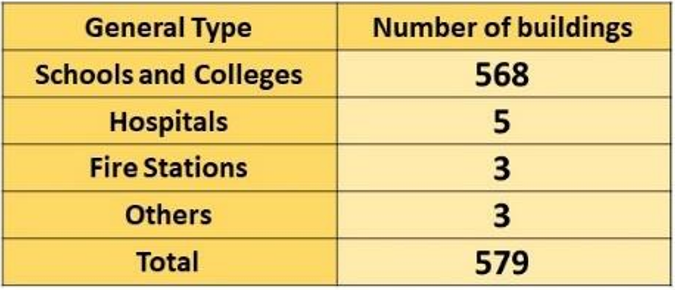 General Type Number of buildings
Schools and Colleges 568
Hospitals 5
Fire Stations 3
Others 3
Total 579